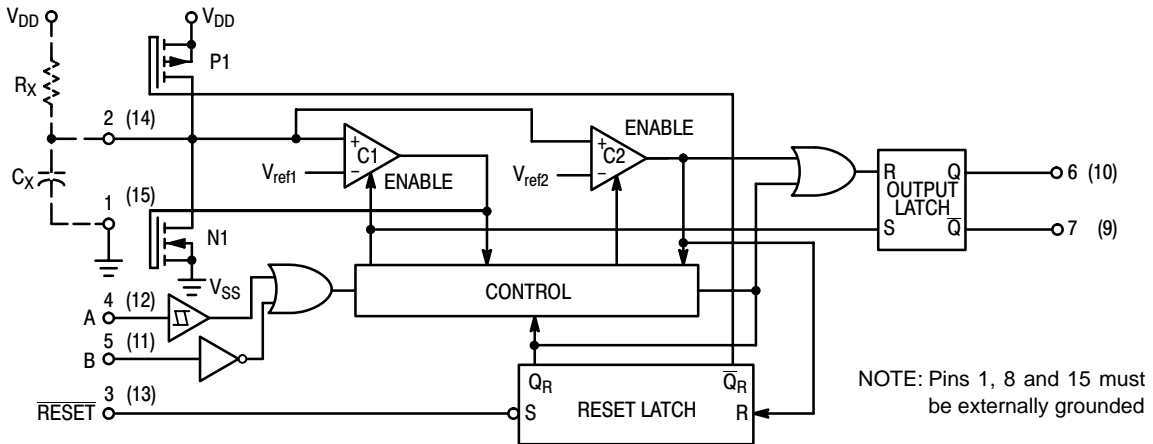 VDD
VDD
P1
RX
2 (14)
ENABLE
+
C1
−
Vref1
ENABLE
+
C2
−
Vref2
CX
1 (15)
N1
VSS
R Q
OUTPUT
LATCH
S Q̅
6 (10)
7 (9)
CONTROL
4 (12)
A
5 (11)
B
3 (13)
R̅E̅S̅E̅T̅
QR Q̅R
S RESET LATCH R
NOTE: Pins 1, 8 and 15 must
be externally grounded